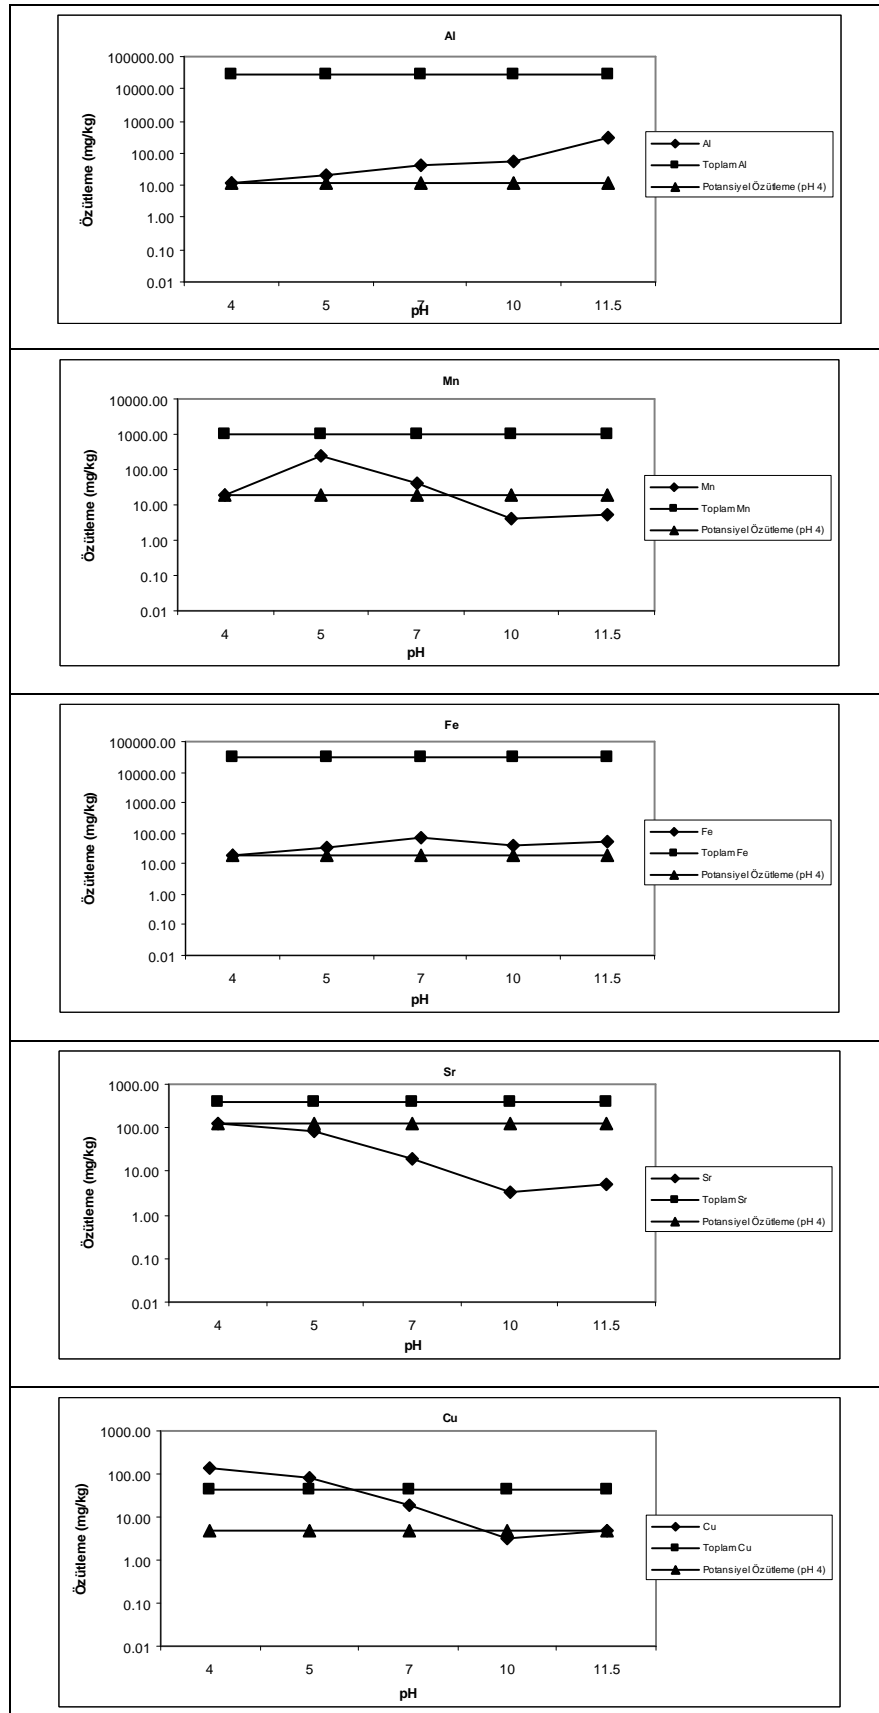 Al
100000.00
10000.00
1000.00
100.00
10.00
1.00
0.10
0.01
Özütleme (mg/kg)
4 5 7 10 11.5
pH
Al
Toplam Al
Potansiyel Özütleme (pH 4)
Mn
10000.00
1000.00
100.00
10.00
1.00
0.10
0.01
Özütleme (mg/kg)
4 5 7 10 11.5
pH
Mn
Toplam Mn
Potansiyel Özütleme (pH 4)
Fe
100000.00
10000.00
1000.00
100.00
10.00
1.00
0.10
0.01
Özütleme (mg/kg)
4 5 7 10 11.5
pH
Fe
Toplam Fe
Potansiyel Özütleme (pH 4)
Sr
1000.00
100.00
10.00
1.00
0.10
0.01
Özütleme (mg/kg)
4 5 7 10 11.5
pH
Sr
Toplam Sr
Potansiyel Özütleme (pH 4)
Cu
1000.00
100.00
10.00
1.00
0.10
0.01
Özütleme (mg/kg)
4 5 7 10 11.5
pH
Cu
Toplam Cu
Potansiyel Özütleme (pH 4)